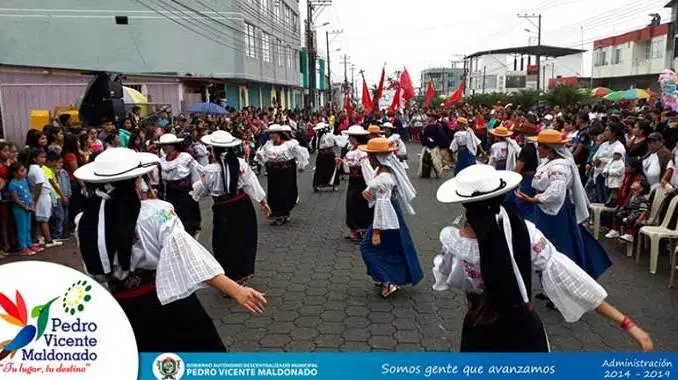 Pedro
Vicente
Maldonado
"Tu lugar, tu destino"
GOBIERNO AUTÓNOMO DESCENTRALIZADO MUNICIPAL
PEDRO VICENTE MALDONADO
Somos gente que avanzamos
Administración
2014 - 2019